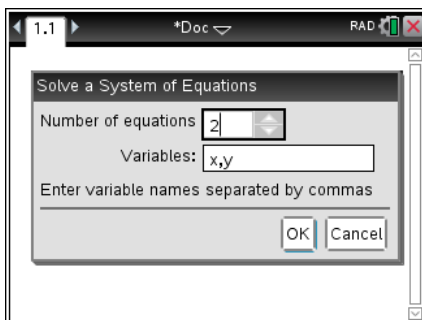 1.1 *Doc RAD
Solve a System of Equations
Number of equations 2
Variables: x,y
Enter variable names separated by commas
OK Cancel